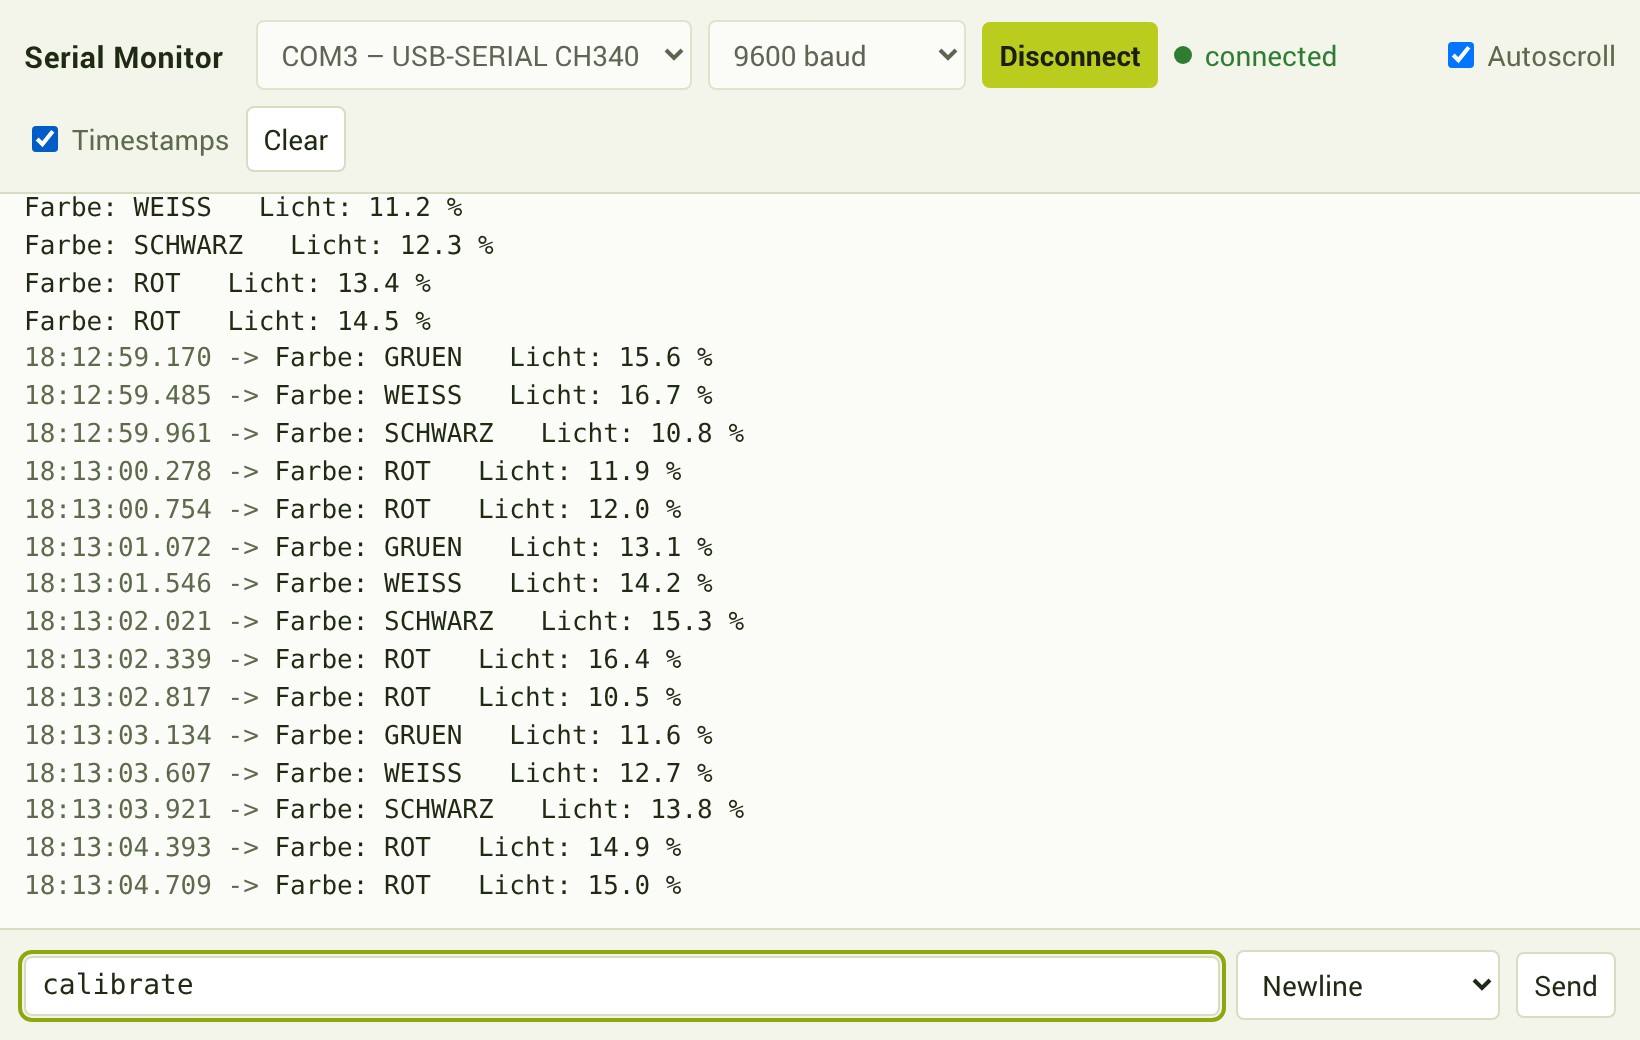 Serial Monitor COM3 – USB-SERIAL CH340 9600 baud Disconnect connected Autoscroll
Timestamps Clear
Farbe: WEISS   Licht: 11.2 %
Farbe: SCHWARZ   Licht: 12.3 %
Farbe: ROT   Licht: 13.4 %
Farbe: ROT   Licht: 14.5 %
18:12:59.170 -> Farbe: GRUEN   Licht: 15.6 %
18:12:59.485 -> Farbe: WEISS   Licht: 16.7 %
18:12:59.961 -> Farbe: SCHWARZ   Licht: 10.8 %
18:13:00.278 -> Farbe: ROT   Licht: 11.9 %
18:13:00.754 -> Farbe: ROT   Licht: 12.0 %
18:13:01.072 -> Farbe: GRUEN   Licht: 13.1 %
18:13:01.546 -> Farbe: WEISS   Licht: 14.2 %
18:13:02.021 -> Farbe: SCHWARZ   Licht: 15.3 %
18:13:02.339 -> Farbe: ROT   Licht: 16.4 %
18:13:02.817 -> Farbe: ROT   Licht: 10.5 %
18:13:03.134 -> Farbe: GRUEN   Licht: 11.6 %
18:13:03.607 -> Farbe: WEISS   Licht: 12.7 %
18:13:03.921 -> Farbe: SCHWARZ   Licht: 13.8 %
18:13:04.393 -> Farbe: ROT   Licht: 14.9 %
18:13:04.709 -> Farbe: ROT   Licht: 15.0 %
calibrate Newline Send